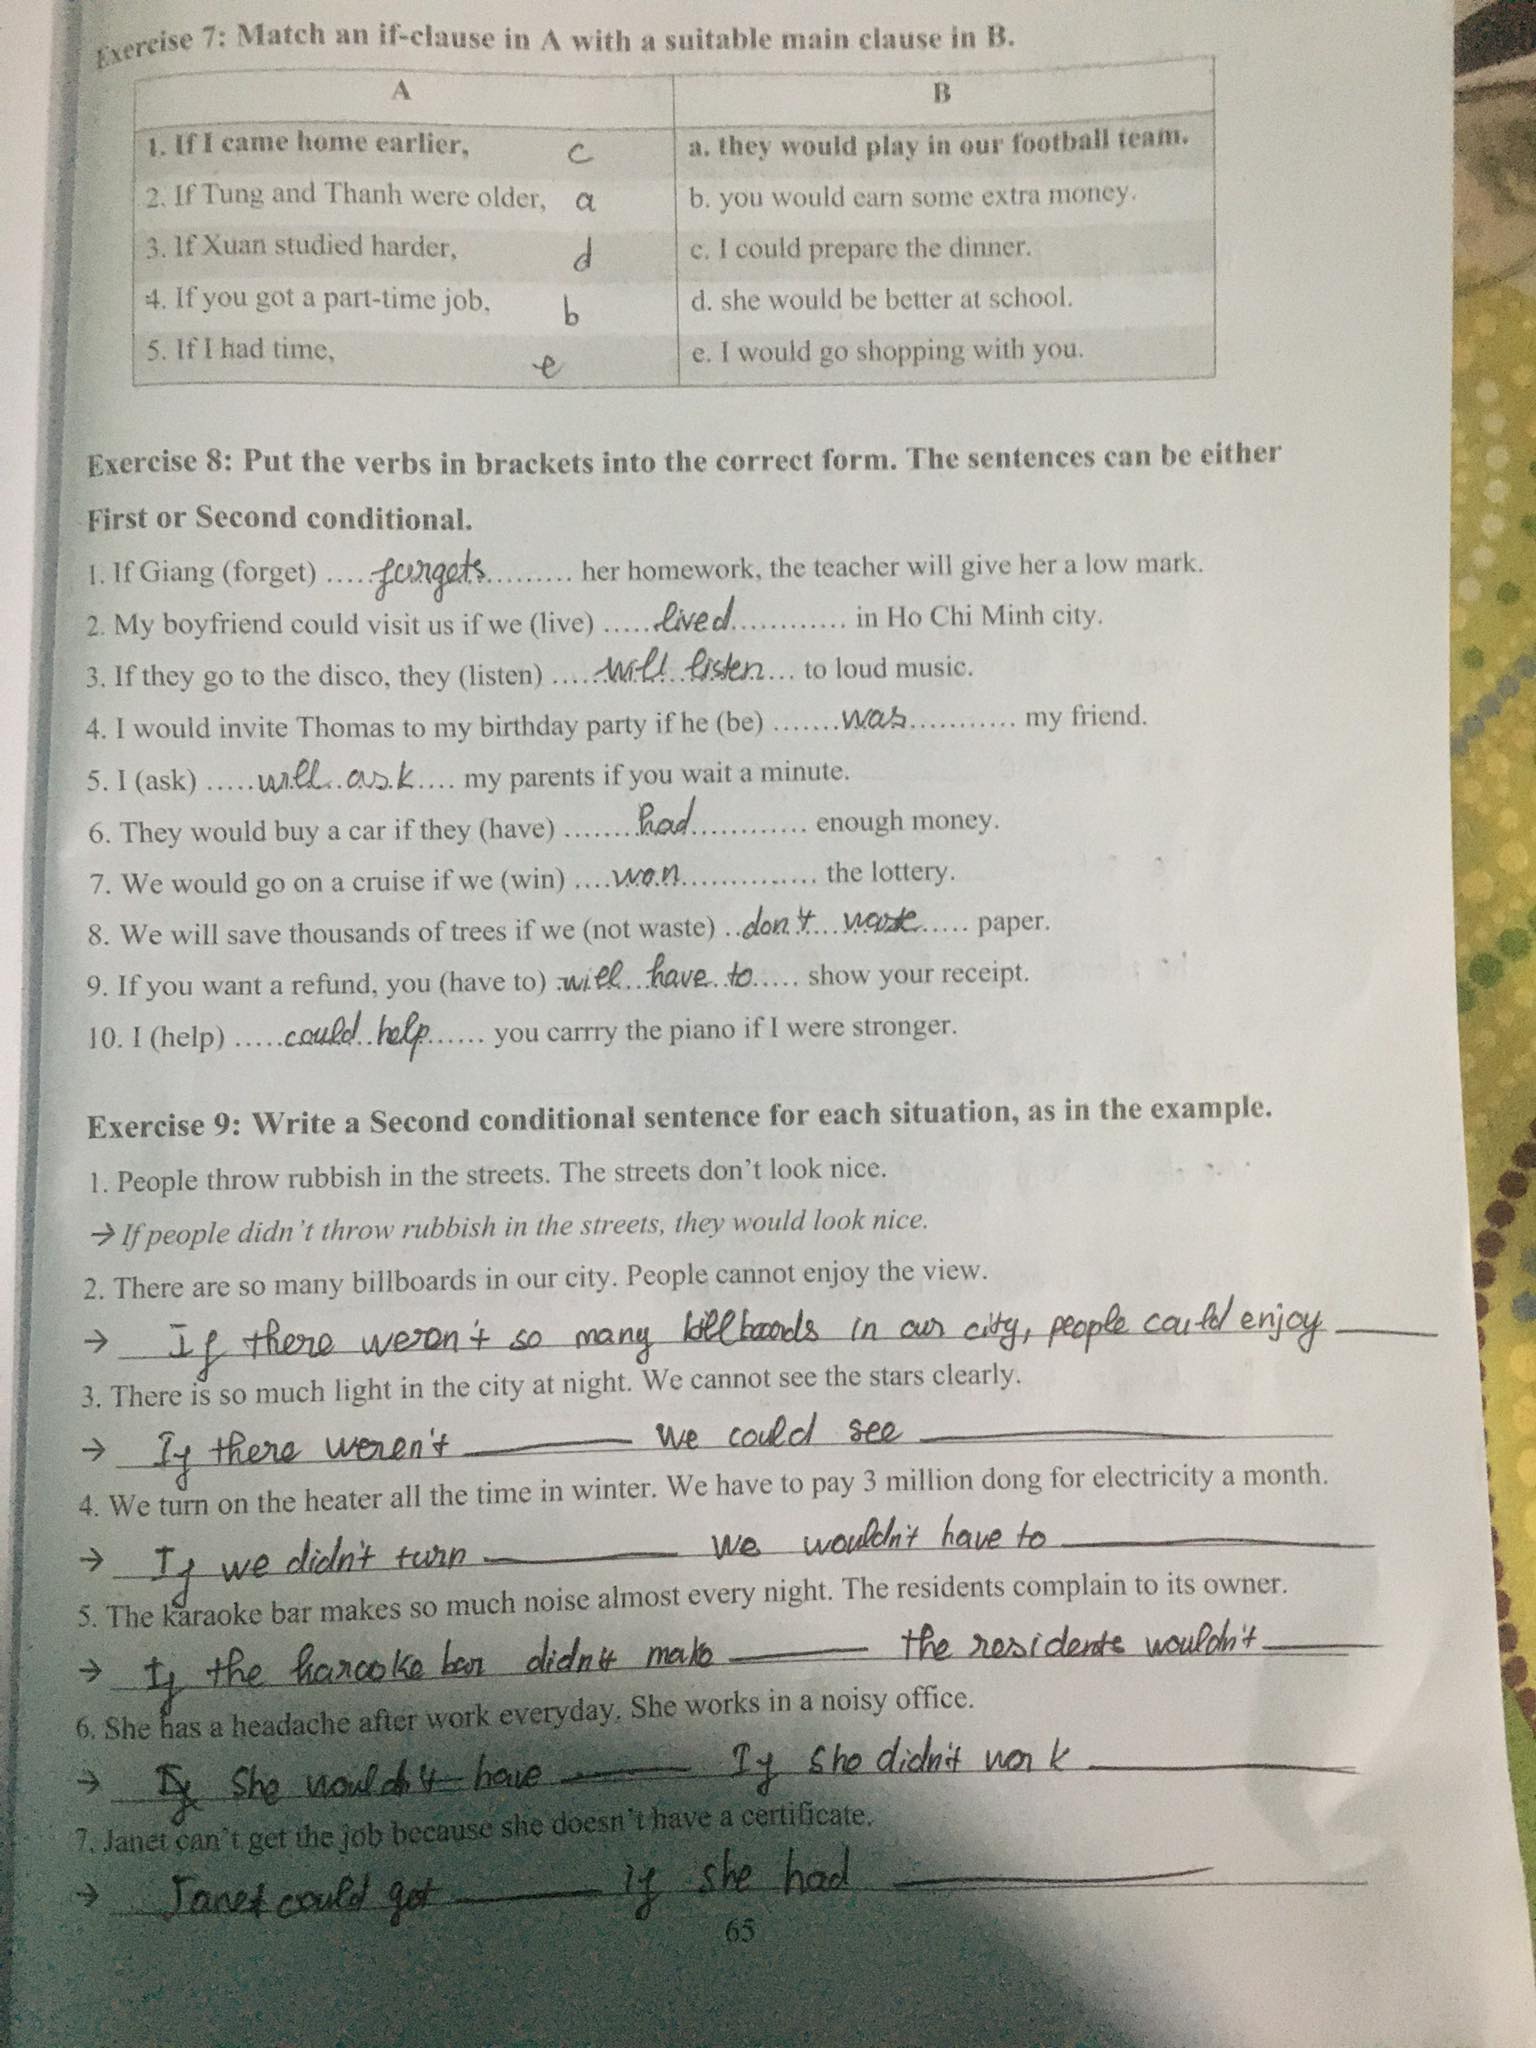 Exercise 7: Match an if-clause in A with a suitable main clause in B.
A B
1. If I came home earlier, c a. they would play in our football team.
2. If Tung and Thanh were older, a b. you would earn some extra money.
3. If Xuan studied harder, d c. I could prepare the dinner.
4. If you got a part-time job, b d. she would be better at school.
5. If I had time, e e. I would go shopping with you.
Exercise 8: Put the verbs in brackets into the correct form. The sentences can be either
First or Second conditional.
1. If Giang (forget) .....forgets......... her homework, the teacher will give her a low mark.
2. My boyfriend could visit us if we (live) .....lived............ in Ho Chi Minh city.
3. If they go to the disco, they (listen) .....will listen... to loud music.
4. I would invite Thomas to my birthday party if he (be) .......was........... my friend.
5. I (ask) .....will ask.... my parents if you wait a minute.
6. They would buy a car if they (have) .......had............ enough money.
7. We would go on a cruise if we (win) ....won.............. the lottery.
8. We will save thousands of trees if we (not waste) ..don't waste..... paper.
9. If you want a refund, you (have to) .will have to..... show your receipt.
10. I (help) .....could help...... you carrry the piano if I were stronger.
Exercise 9: Write a Second conditional sentence for each situation, as in the example.
1. People throw rubbish in the streets. The streets don't look nice.
→ If people didn't throw rubbish in the streets, they would look nice.
2. There are so many billboards in our city. People cannot enjoy the view.
→ If there weren't so many billboards in our city, people could enjoy
3. There is so much light in the city at night. We cannot see the stars clearly.
→ If there weren't we could see
4. We turn on the heater all the time in winter. We have to pay 3 million dong for electricity a month.
→ If we didn't turn we wouldn't have to
5. The karaoke bar makes so much noise almost every night. The residents complain to its owner.
→ If the karaoke bar didn't make the residents wouldn't
6. She has a headache after work everyday. She works in a noisy office.
→ She wouldn't have If she didn't work
7. Janet can't get the job because she doesn't have a certificate.
→ Janet could get if she had
65